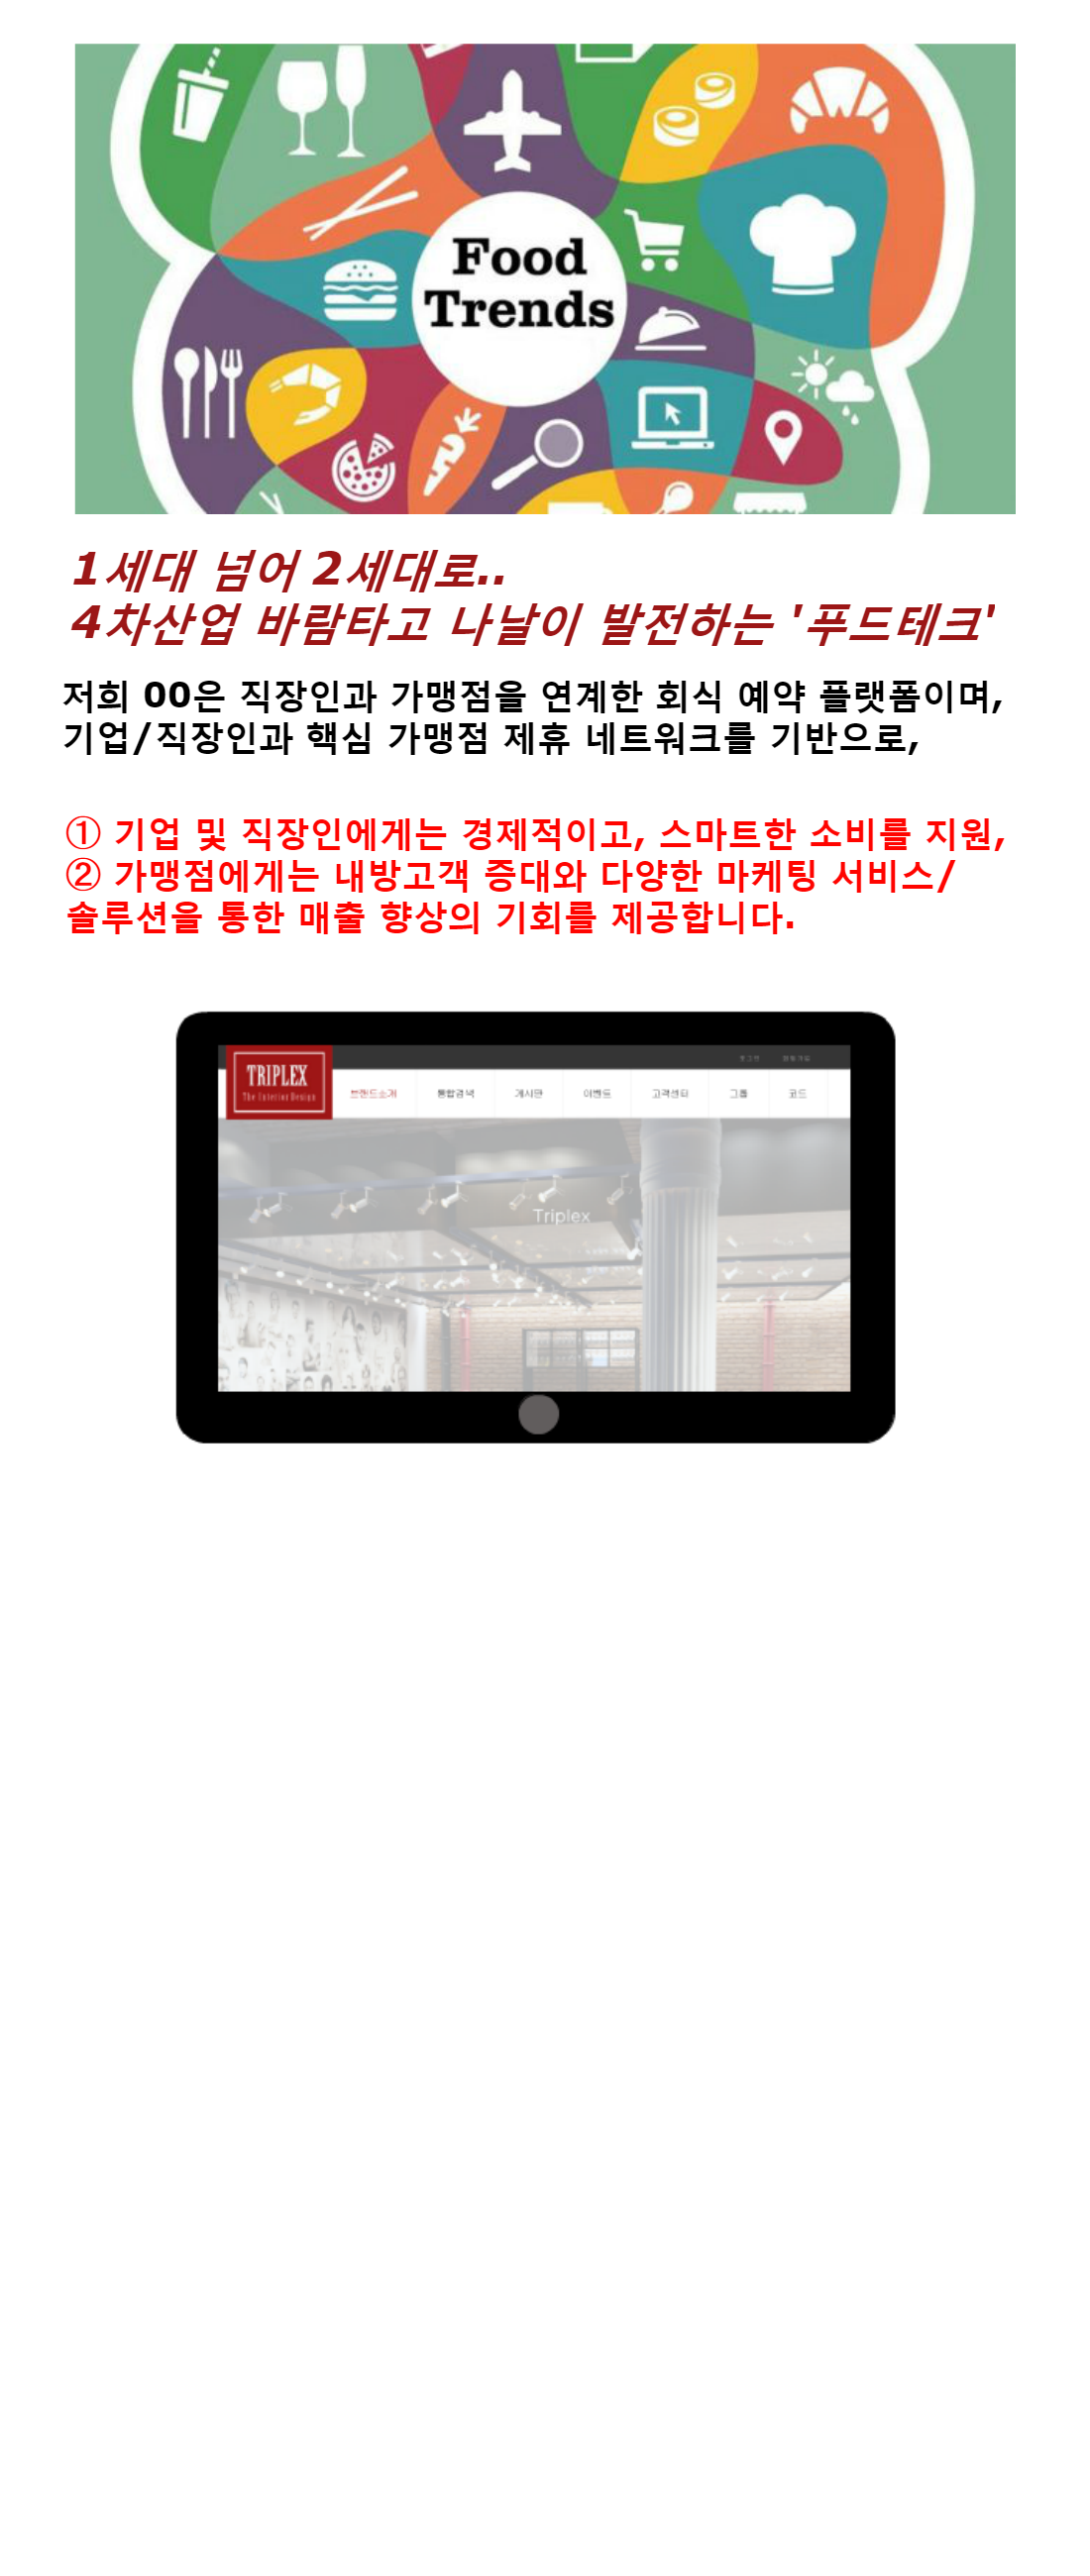 Food
Trends
1세대 넘어 2세대로..
4차산업 바람타고 나날이 발전하는 '푸드테크'
저희 00은 직장인과 가맹점을 연계한 회식 예약 플랫폼이며,
기업/직장인과 핵심 가맹점 제휴 네트워크를 기반으로,
① 기업 및 직장인에게는 경제적이고, 스마트한 소비를 지원,
② 가맹점에게는 내방고객 증대와 다양한 마케팅 서비스/
솔루션을 통한 매출 향상의 기회를 제공합니다.
로그인 회원가입
TRIPLEX
The Interior Design
브랜드소개 통합검색 게시판 이벤트 고객센터 그룹 코드
Triplex